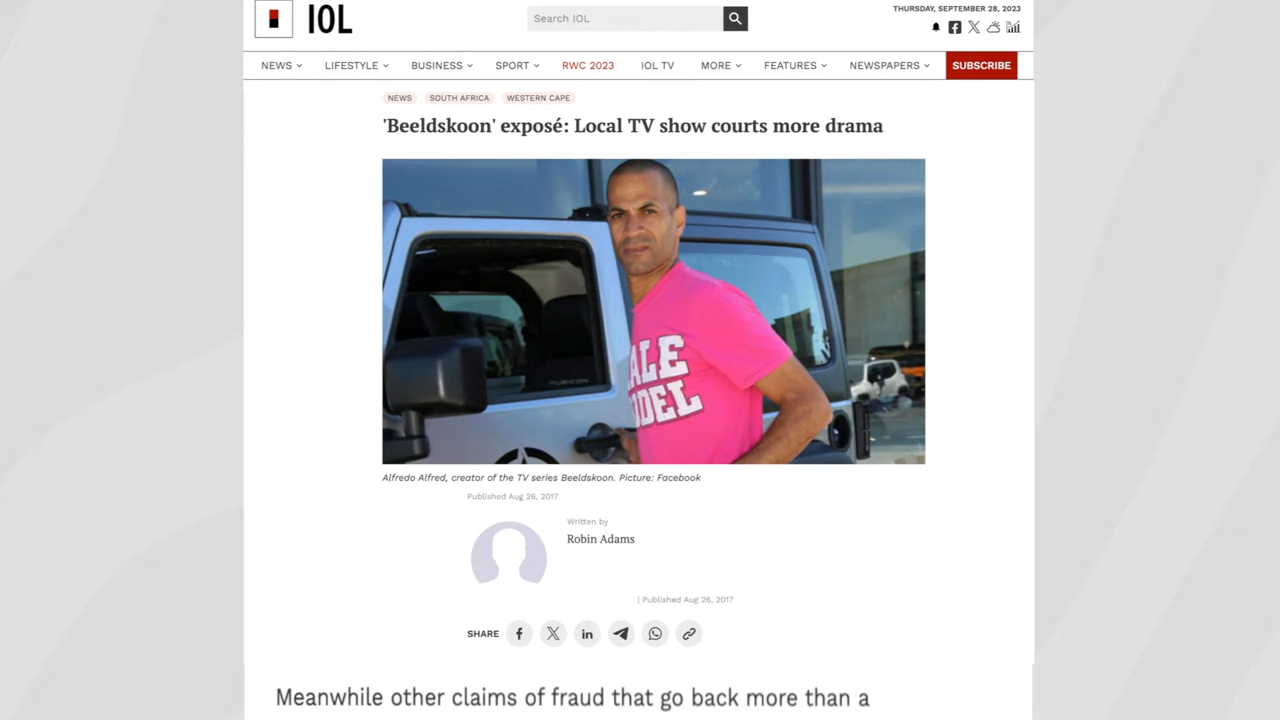 IOL
Search IOL
THURSDAY, SEPTEMBER 28, 2023
NEWS LIFESTYLE BUSINESS SPORT RWC 2023 IOL TV MORE FEATURES NEWSPAPERS SUBSCRIBE
NEWS SOUTH AFRICA WESTERN CAPE
'Beeldskoon' exposé: Local TV show courts more drama
ALE
ODEL
RUBICON
Alfredo Alfred, creator of the TV series Beeldskoon. Picture: Facebook
Published Aug 26, 2017
Written by
Robin Adams
| Published Aug 26, 2017
SHARE
Meanwhile other claims of fraud that go back more than a